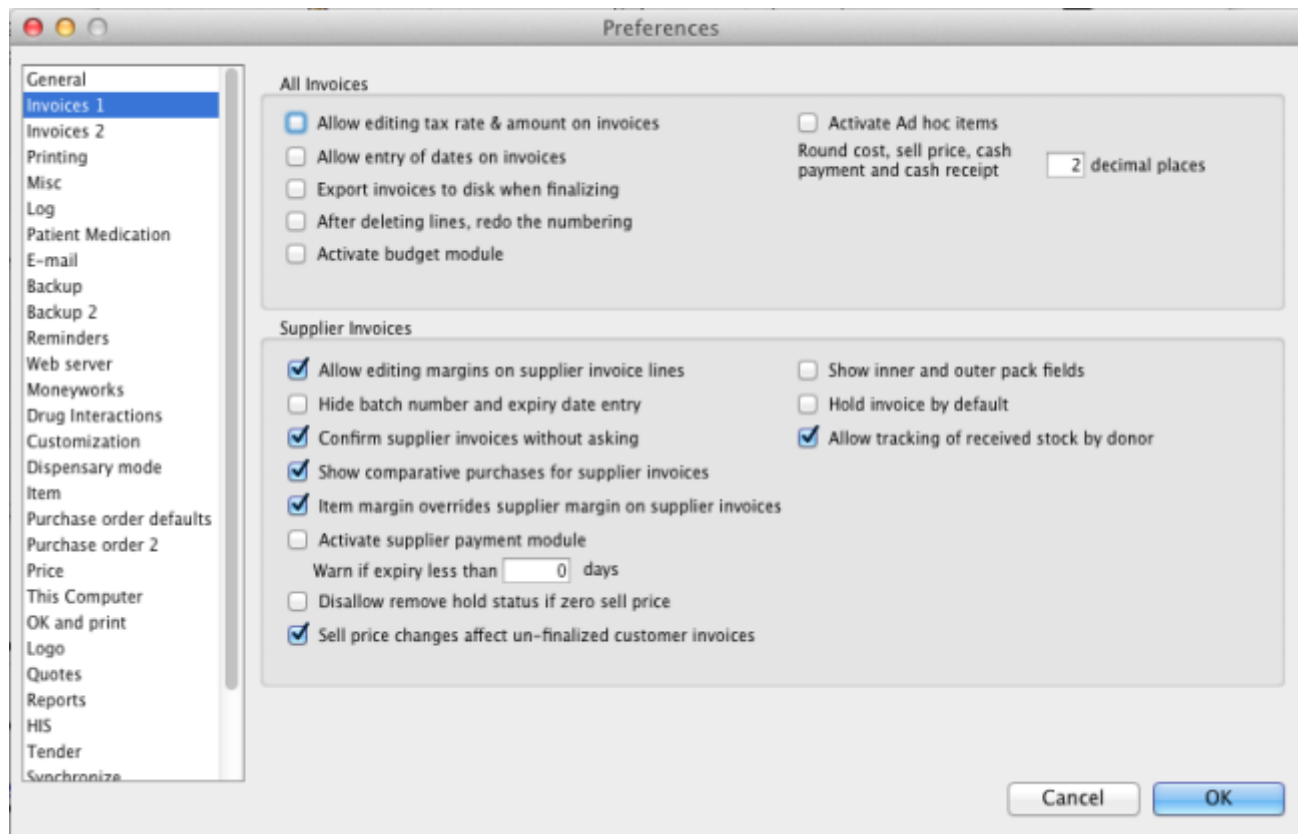 Preferences
General
Invoices 1
Invoices 2
Printing
Misc
Log
Patient Medication
E-mail
Backup
Backup 2
Reminders
Web server
Moneyworks
Drug Interactions
Customization
Dispensary mode
Item
Purchase order defaults
Purchase order 2
Price
This Computer
OK and print
Logo
Quotes
Reports
HIS
Tender
Synchronize
All Invoices
Allow editing tax rate & amount on invoices
Allow entry of dates on invoices
Export invoices to disk when finalizing
After deleting lines, redo the numbering
Activate budget module
Activate Ad hoc items
Round cost, sell price, cash
payment and cash receipt
2 decimal places
Supplier Invoices
Allow editing margins on supplier invoice lines
Hide batch number and expiry date entry
Confirm supplier invoices without asking
Show comparative purchases for supplier invoices
Item margin overrides supplier margin on supplier invoices
Activate supplier payment module
Warn if expiry less than 0 days
Disallow remove hold status if zero sell price
Sell price changes affect un-finalized customer invoices
Show inner and outer pack fields
Hold invoice by default
Allow tracking of received stock by donor
Cancel
OK